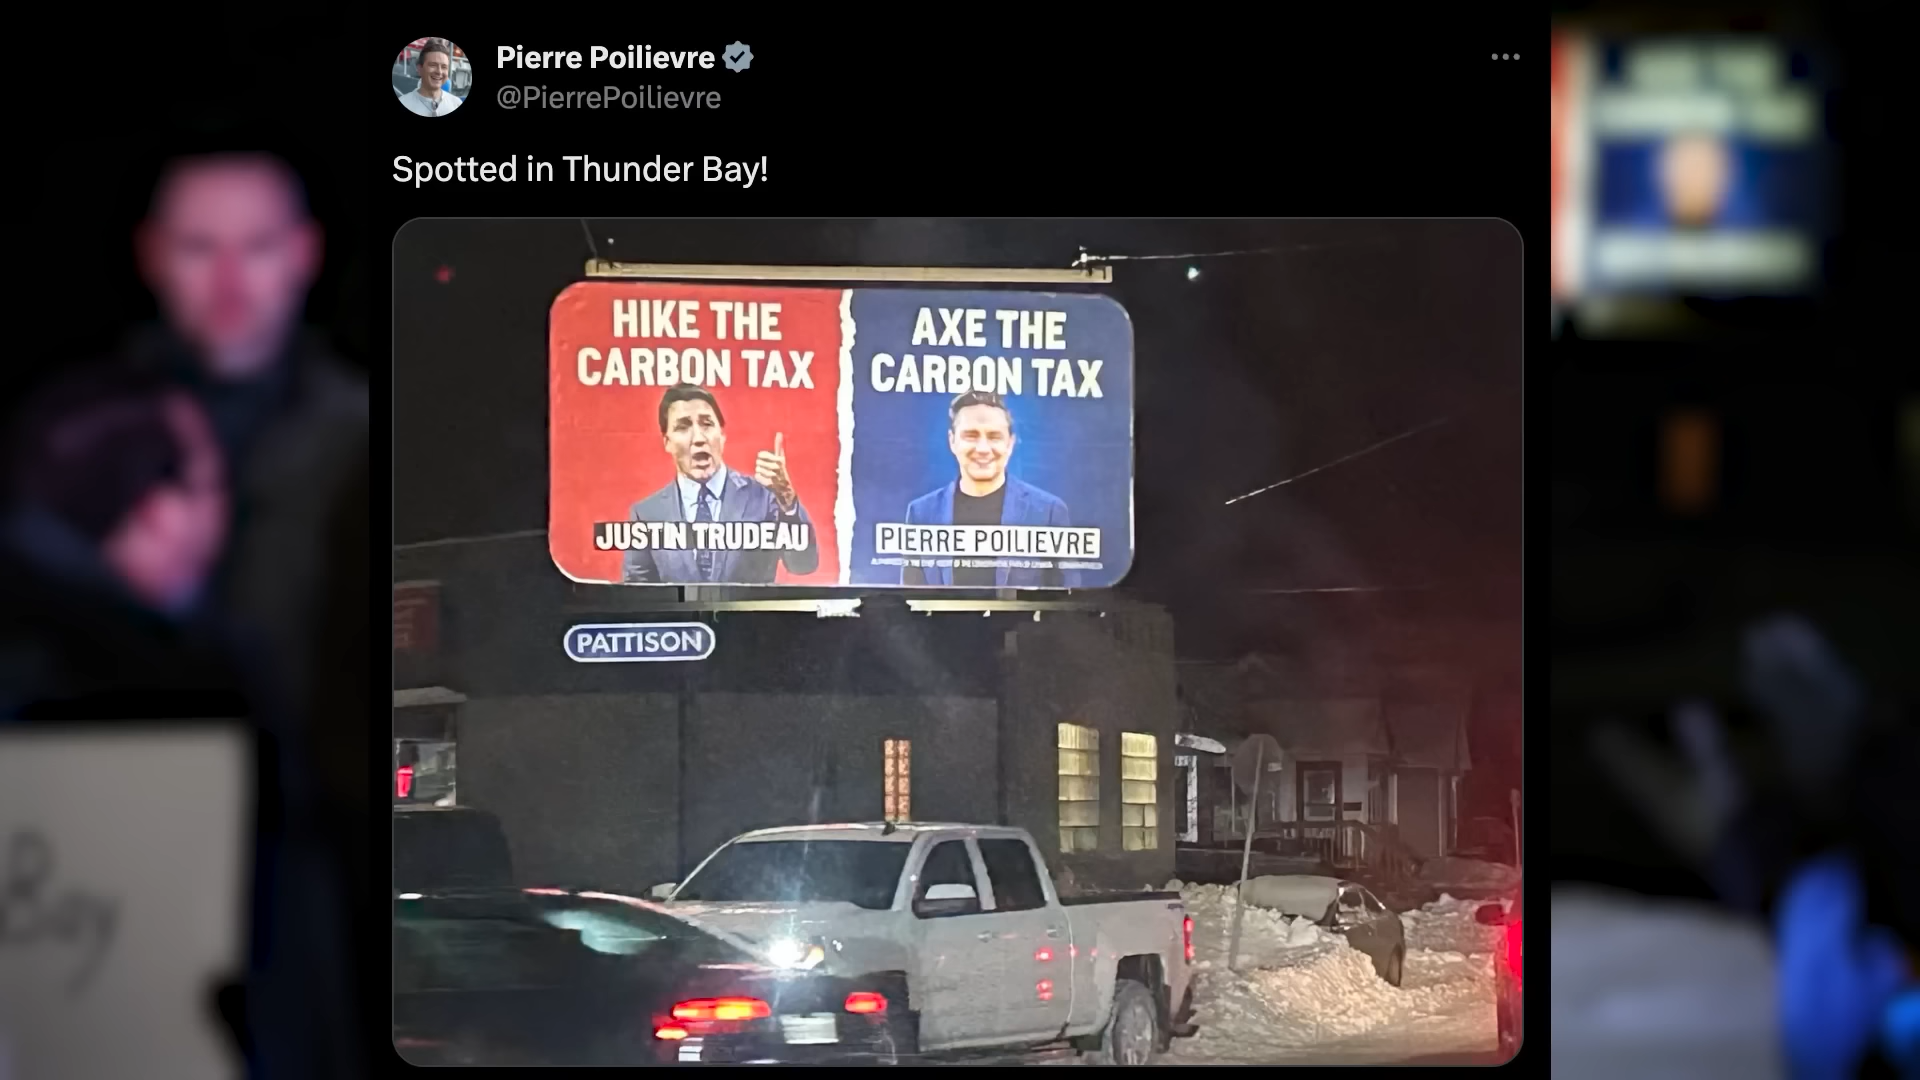 Pierre Poilievre
@PierrePoilievre
Spotted in Thunder Bay!
HIKE THE
CARBON TAX
JUSTIN TRUDEAU
AXE THE
CARBON TAX
PIERRE POILIEVRE
PATTISON
Bay